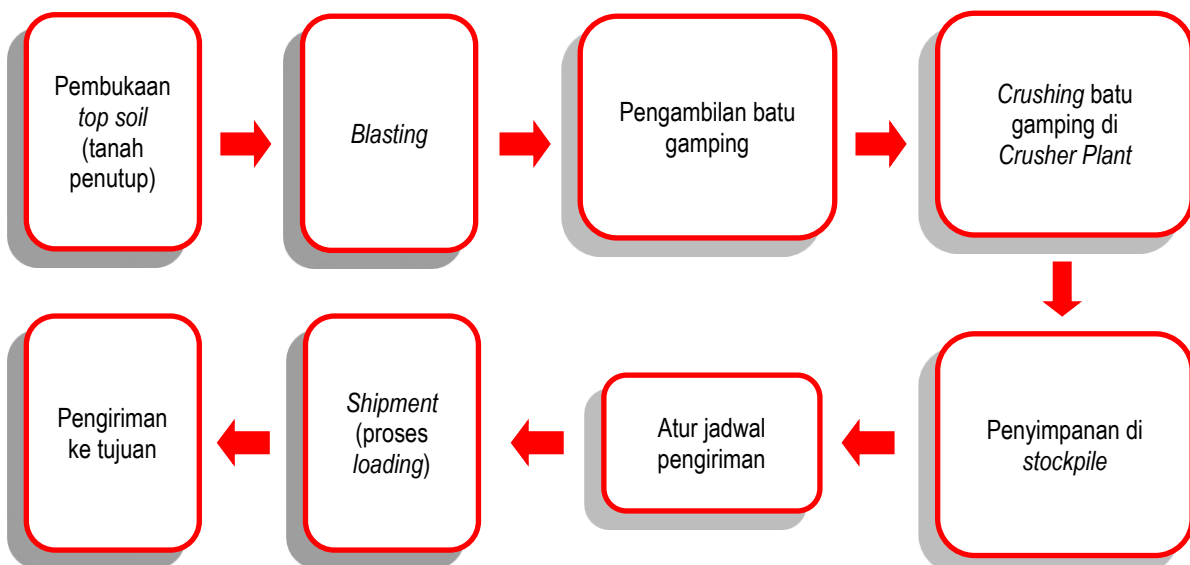 Pembukaan
top soil
(tanah
penutup)
Blasting
Pengambilan batu
gamping
Crushing batu
gamping di
Crusher Plant
Penyimpanan di
stockpile
Atur jadwal
pengiriman
Shipment
(proses
loading)
Pengiriman
ke tujuan